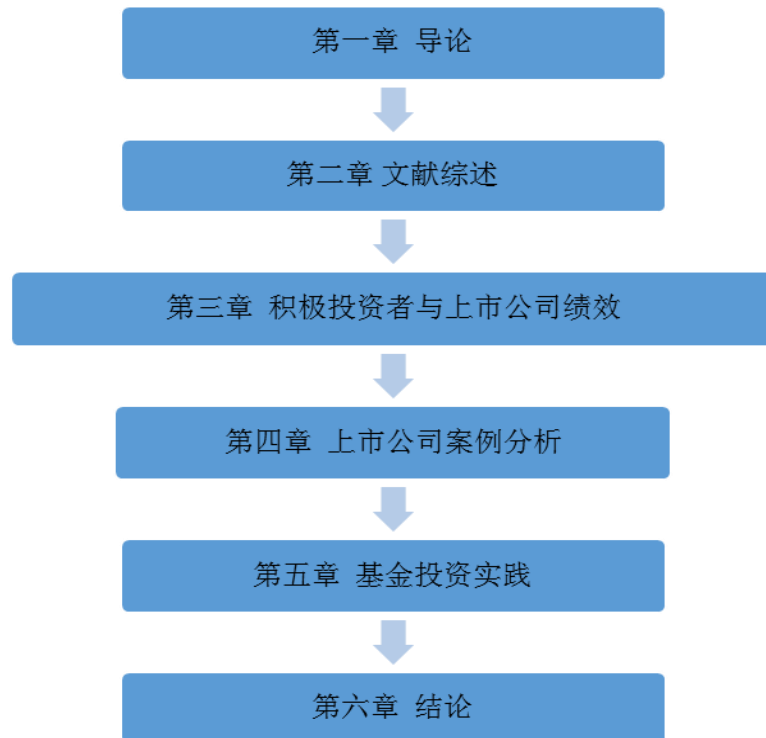 第一章 导论
第二章 文献综述
第三章 积极投资者与上市公司绩效
第四章 上市公司案例分析
第五章 基金投资实践
第六章 结论